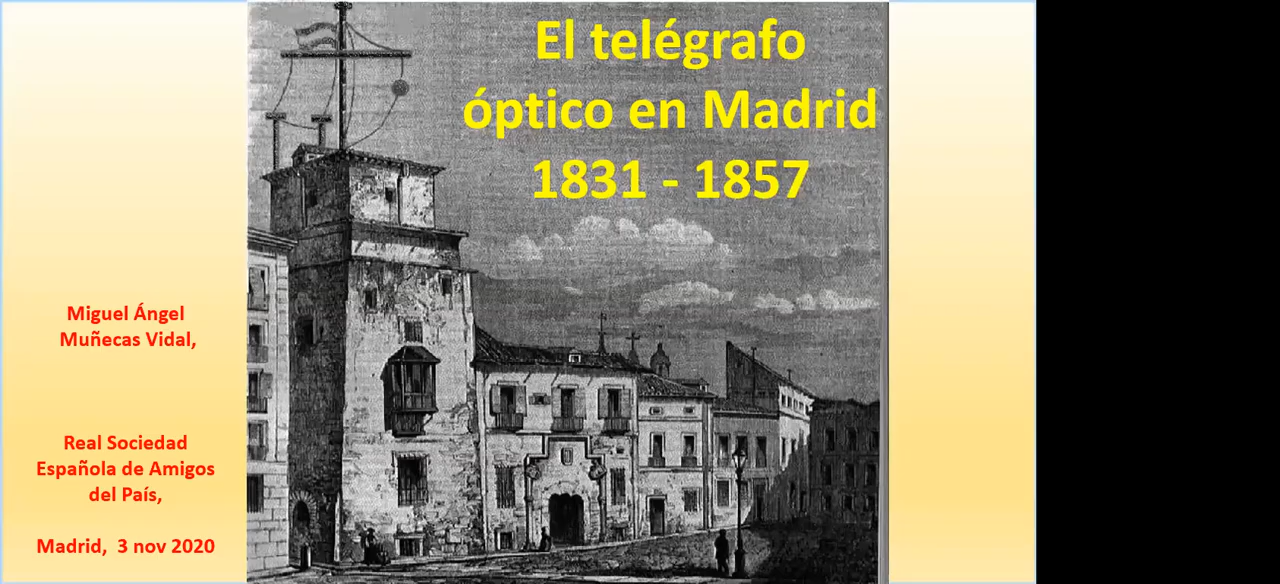 El telégrafo
óptico en Madrid
1831 - 1857
Miguel Ángel
Muñecas Vidal,
Real Sociedad
Española de Amigos
del País,
Madrid, 3 nov 2020